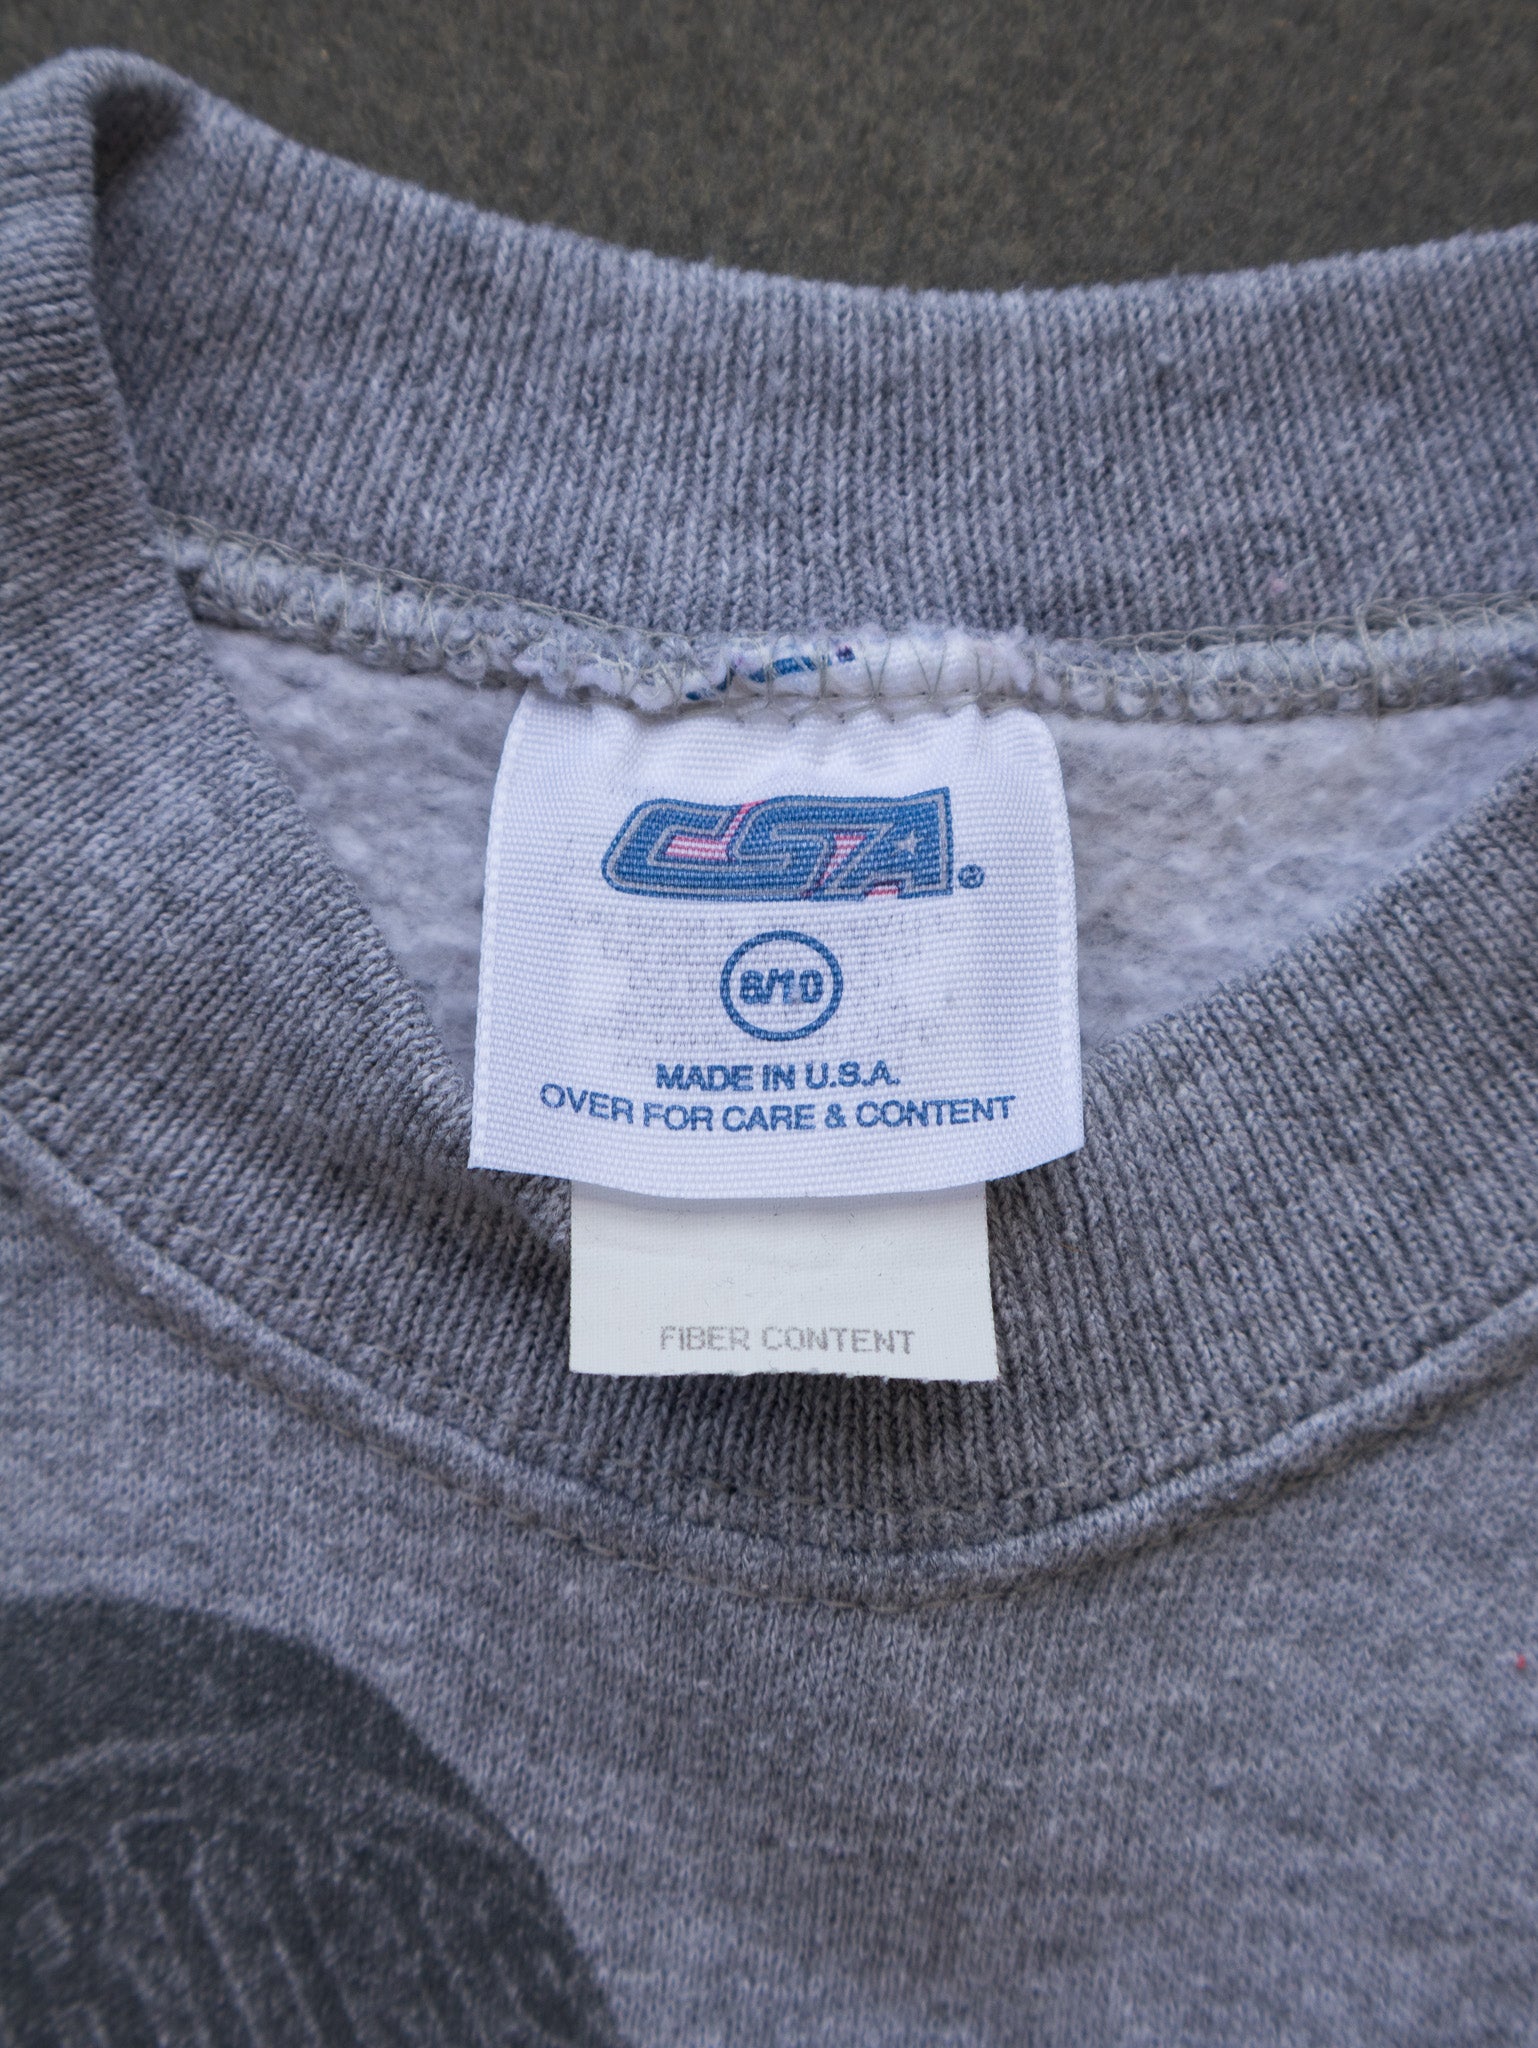 CSA®
8/10
MADE IN U.S.A.
OVER FOR CARE & CONTENT
FIBER CONTENT